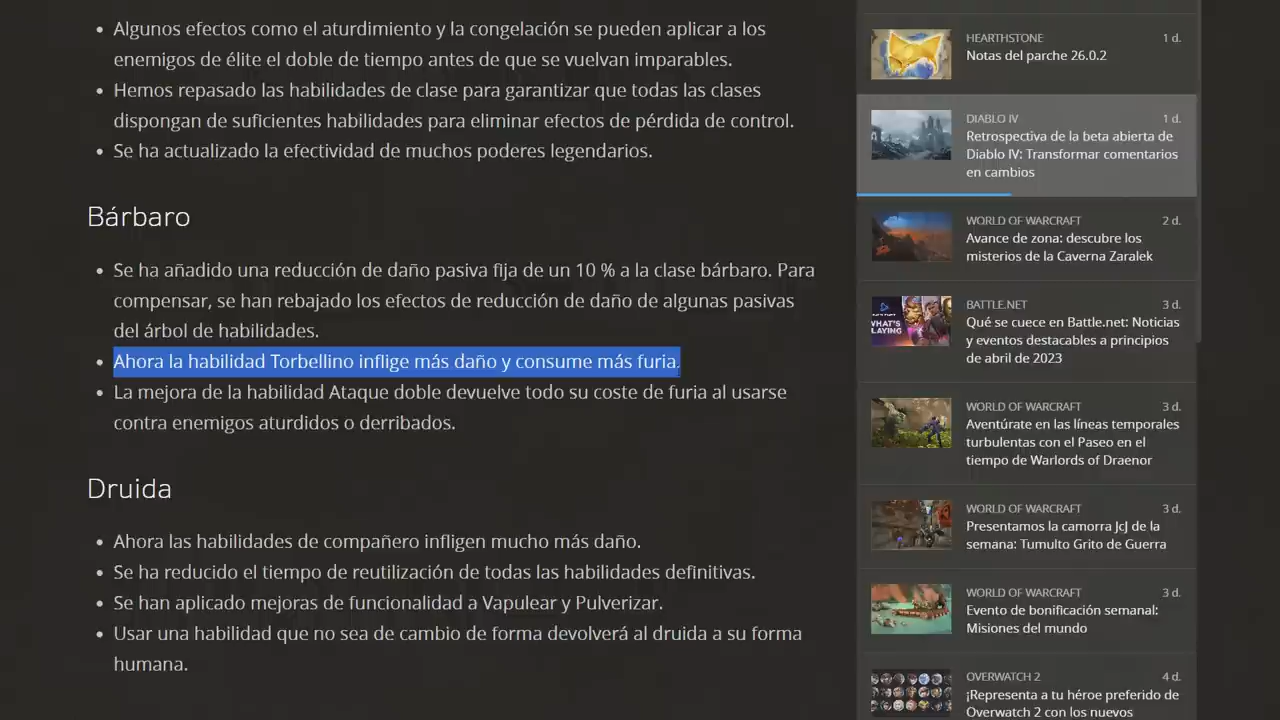 Algunos efectos como el aturdimiento y la congelación se pueden aplicar a los
enemigos de élite el doble de tiempo antes de que se vuelvan imparables.
Hemos repasado las habilidades de clase para garantizar que todas las clases
dispongan de suficientes habilidades para eliminar efectos de pérdida de control.
Se ha actualizado la efectividad de muchos poderes legendarios.
Bárbaro
Se ha añadido una reducción de daño pasiva fija de un 10 % a la clase bárbaro. Para
compensar, se han rebajado los efectos de reducción de daño de algunas pasivas
del árbol de habilidades.
Ahora la habilidad Torbellino inflige más daño y consume más furia.
La mejora de la habilidad Ataque doble devuelve todo su coste de furia al usarse
contra enemigos aturdidos o derribados.
Druida
Ahora las habilidades de compañero infligen mucho más daño.
Se ha reducido el tiempo de reutilización de todas las habilidades definitivas.
Se han aplicado mejoras de funcionalidad a Vapulear y Pulverizar.
Usar una habilidad que no sea de cambio de forma devolverá al druida a su forma
humana.
HEARTHSTONE 1 d.
Notas del parche 26.0.2
DIABLO IV 1 d.
Retrospectiva de la beta abierta de
Diablo IV: Transformar comentarios
en cambios
WORLD OF WARCRAFT 2 d.
Avance de zona: descubre los
misterios de la Caverna Zaralek
BATTLE.NET 3 d.
WHAT'S
PLAYING
Qué se cuece en Battle.net: Noticias
y eventos destacables a principios
de abril de 2023
WORLD OF WARCRAFT 3 d.
Aventúrate en las líneas temporales
turbulentas con el Paseo en el
tiempo de Warlords of Draenor
WORLD OF WARCRAFT 3 d.
Presentamos la camorra JcJ de la
semana: Tumulto Grito de Guerra
WORLD OF WARCRAFT 3 d.
Evento de bonificación semanal:
Misiones del mundo
OVERWATCH 2 4 d.
¡Representa a tu héroe preferido de
Overwatch 2 con los nuevos